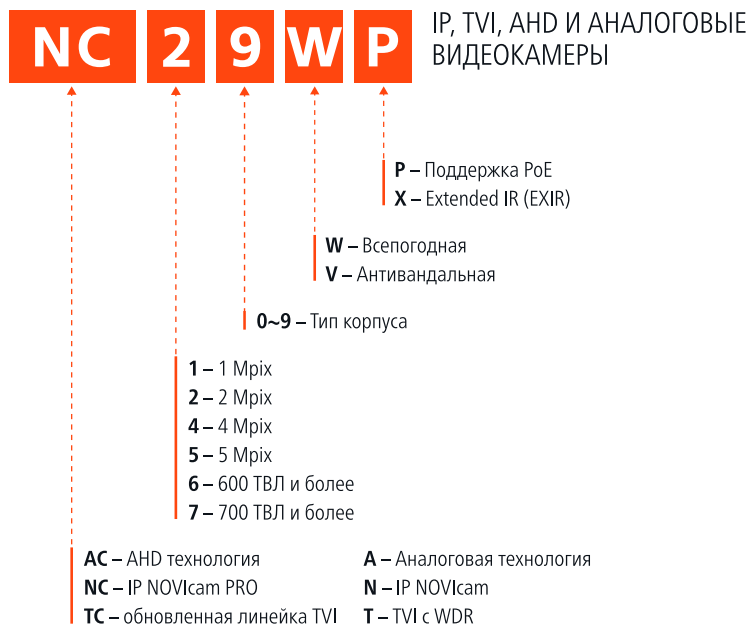 NC 2 9 W P
IP, TVI, AHD И АНАЛОГОВЫЕ
ВИДЕОКАМЕРЫ
P – Поддержка PoE
X – Extended IR (EXIR)
W – Всепогодная
V – Антивандальная
0~9 – Тип корпуса
1 – 1 Mpix
2 – 2 Mpix
4 – 4 Mpix
5 – 5 Mpix
6 – 600 ТВЛ и более
7 – 700 ТВЛ и более
AC – AHD технология
NC – IP NOVIcam PRO
TC – обновленная линейка TVI
A – Аналоговая технология
N – IP NOVIcam
T – TVI с WDR